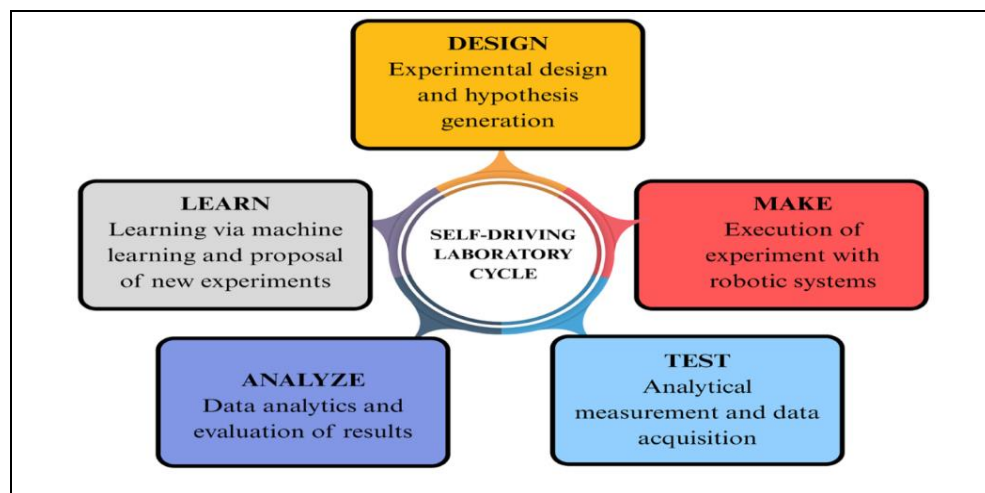 DESIGN
Experimental design
and hypothesis
generation
LEARN
Learning via machine
learning and proposal
of new experiments
SELF-DRIVING
LABORATORY
CYCLE
MAKE
Execution of
experiment with
robotic systems
ANALYZE
Data analytics and
evaluation of results
TEST
Analytical
measurement and data
acquisition